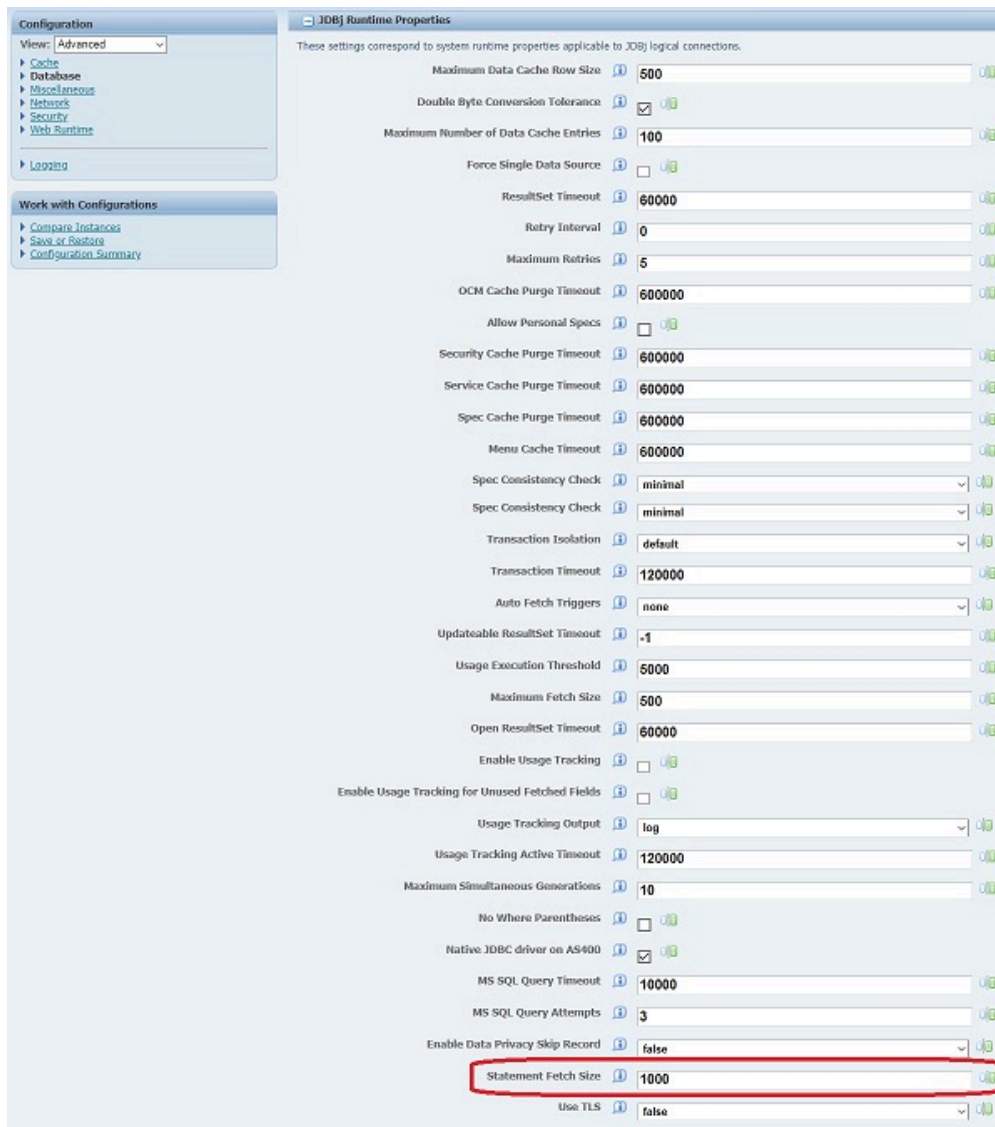 Configuration
View: Advanced
Cache
Database
Miscellaneous
Network
Security
Web Runtime
Logging
Work with Configurations
Compare Instances
Save or Restore
Configuration Summary
JDBj Runtime Properties
These settings correspond to system runtime properties applicable to JDBj logical connections.
Maximum Data Cache Row Size 500
Double Byte Conversion Tolerance
Maximum Number of Data Cache Entries 100
Force Single Data Source
ResultSet Timeout 60000
Retry Interval 0
Maximum Retries 5
OCM Cache Purge Timeout 600000
Allow Personal Specs
Security Cache Purge Timeout 600000
Service Cache Purge Timeout 600000
Spec Cache Purge Timeout 600000
Menu Cache Timeout 600000
Spec Consistency Check minimal
Spec Consistency Check minimal
Transaction Isolation default
Transaction Timeout 120000
Auto Fetch Triggers none
Updateable ResultSet Timeout -1
Usage Execution Threshold 5000
Maximum Fetch Size 500
Open ResultSet Timeout 60000
Enable Usage Tracking
Enable Usage Tracking for Unused Fetched Fields
Usage Tracking Output log
Usage Tracking Active Timeout 120000
Maximum Simultaneous Generations 10
No Where Parentheses
Native JDBC driver on AS400
MS SQL Query Timeout 10000
MS SQL Query Attempts 3
Enable Data Privacy Skip Record false
Statement Fetch Size 1000
Use TLS false